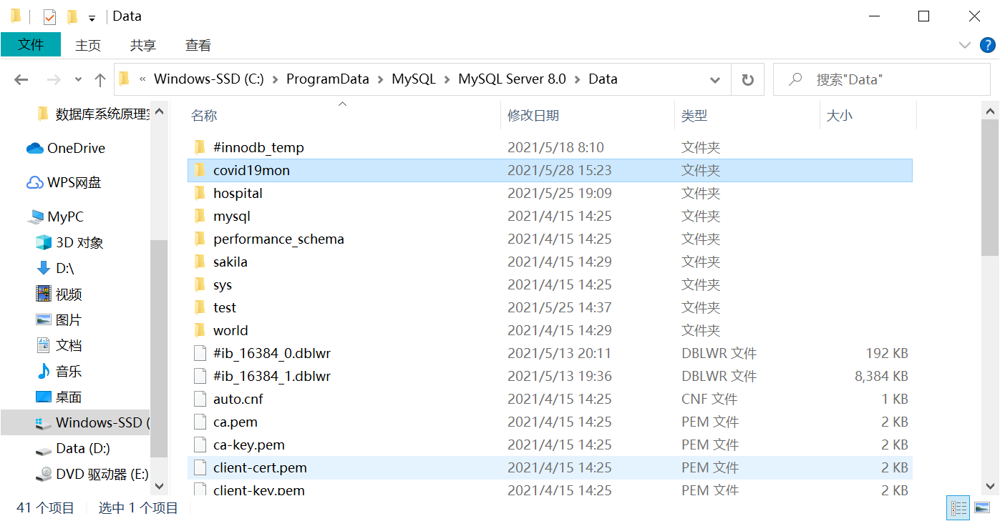 Data
文件 主页 共享 查看
« Windows-SSD (C:) > ProgramData > MySQL > MySQL Server 8.0 > Data
搜索"Data"
数据库系统原理实
OneDrive
WPS网盘
MyPC
3D 对象
D:\
视频
图片
文档
音乐
桌面
Windows-SSD (
Data (D:)
DVD 驱动器 (E:)
名称 修改日期 类型 大小
#innodb_temp 2021/5/18 8:10 文件夹
covid19mon 2021/5/28 15:23 文件夹
hospital 2021/5/25 19:09 文件夹
mysql 2021/4/15 14:25 文件夹
performance_schema 2021/4/15 14:25 文件夹
sakila 2021/4/15 14:29 文件夹
sys 2021/4/15 14:25 文件夹
test 2021/5/25 14:37 文件夹
world 2021/4/15 14:29 文件夹
#ib_16384_0.dblwr 2021/5/13 20:11 DBLWR 文件 192 KB
#ib_16384_1.dblwr 2021/5/13 19:36 DBLWR 文件 8,384 KB
auto.cnf 2021/4/15 14:25 CNF 文件 1 KB
ca.pem 2021/4/15 14:25 PEM 文件 2 KB
ca-key.pem 2021/4/15 14:25 PEM 文件 2 KB
client-cert.pem 2021/4/15 14:25 PEM 文件 2 KB
client-key.pem 2021/4/15 14:25 PEM 文件 2 KB
41 个项目 选中 1 个项目